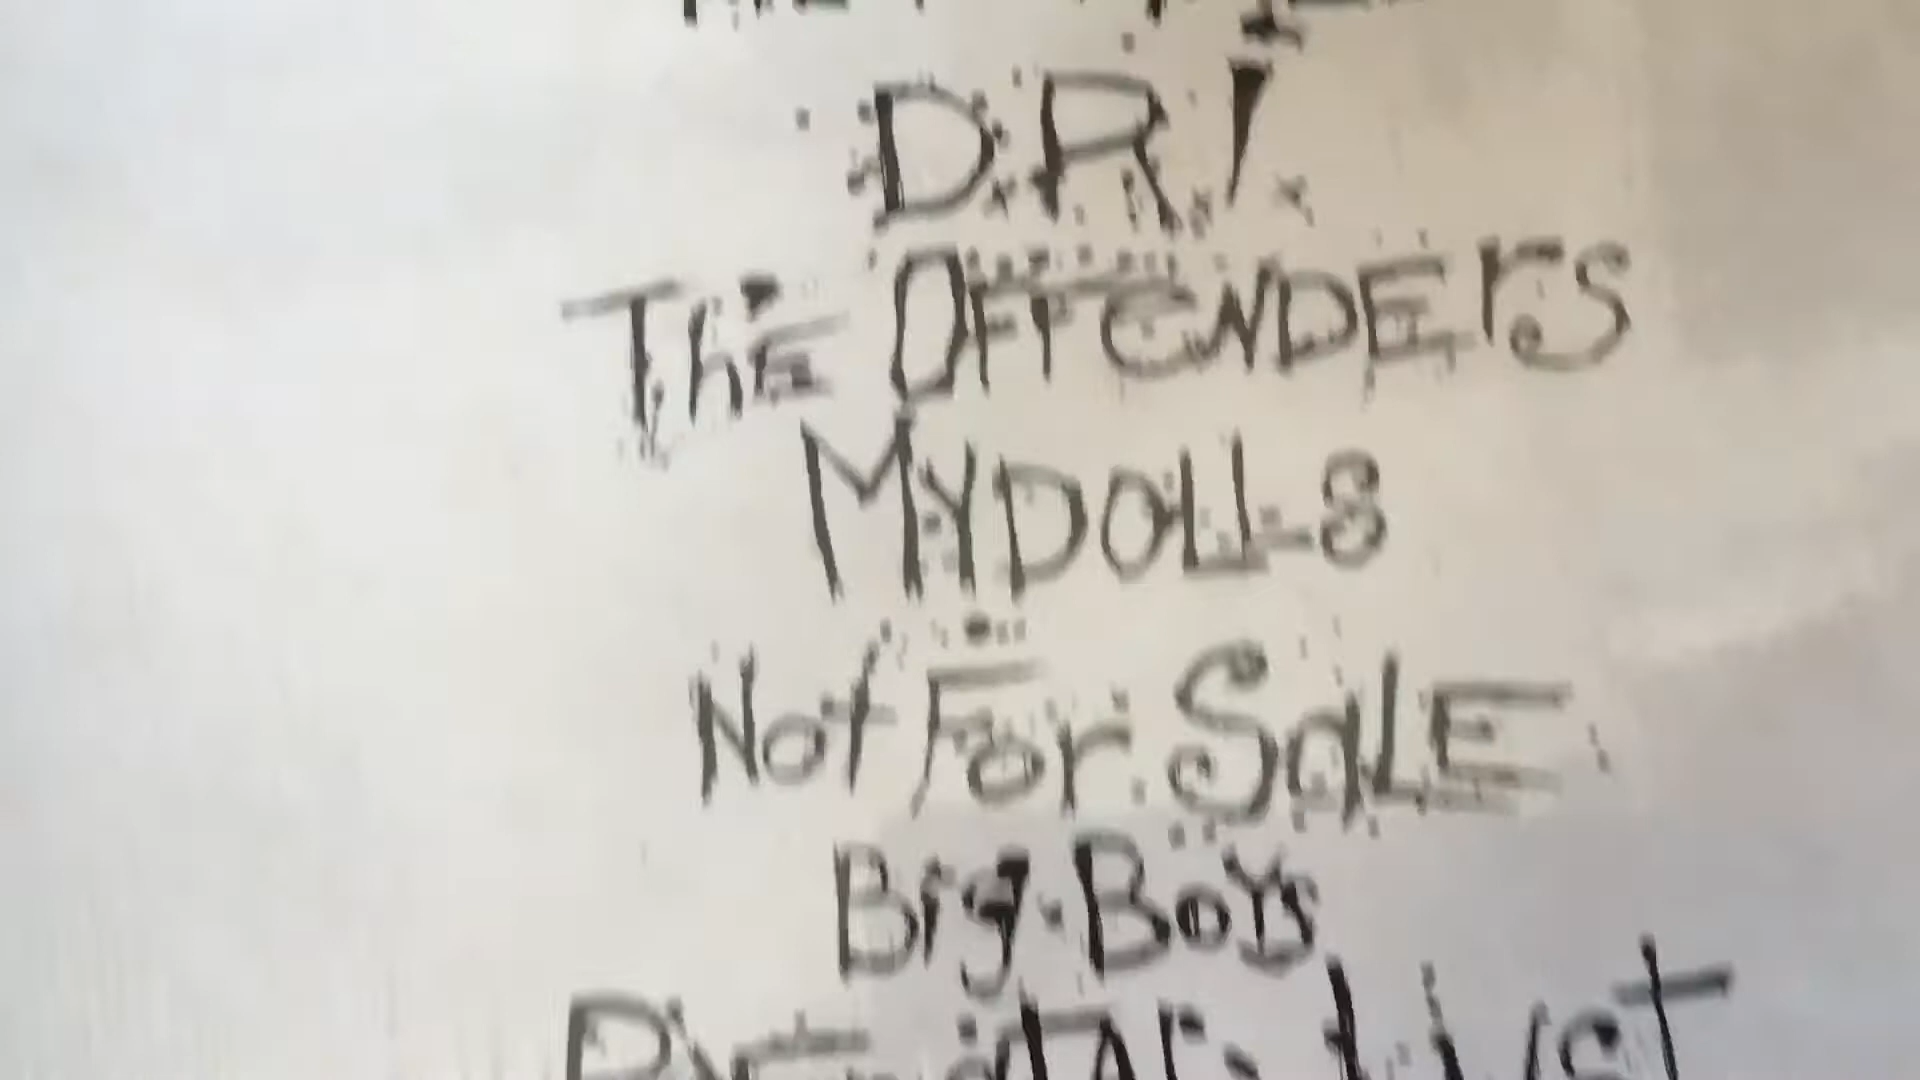 D.R.I.
The OFFENDERS
MYDOLLS
Not For SALE
Big Boys